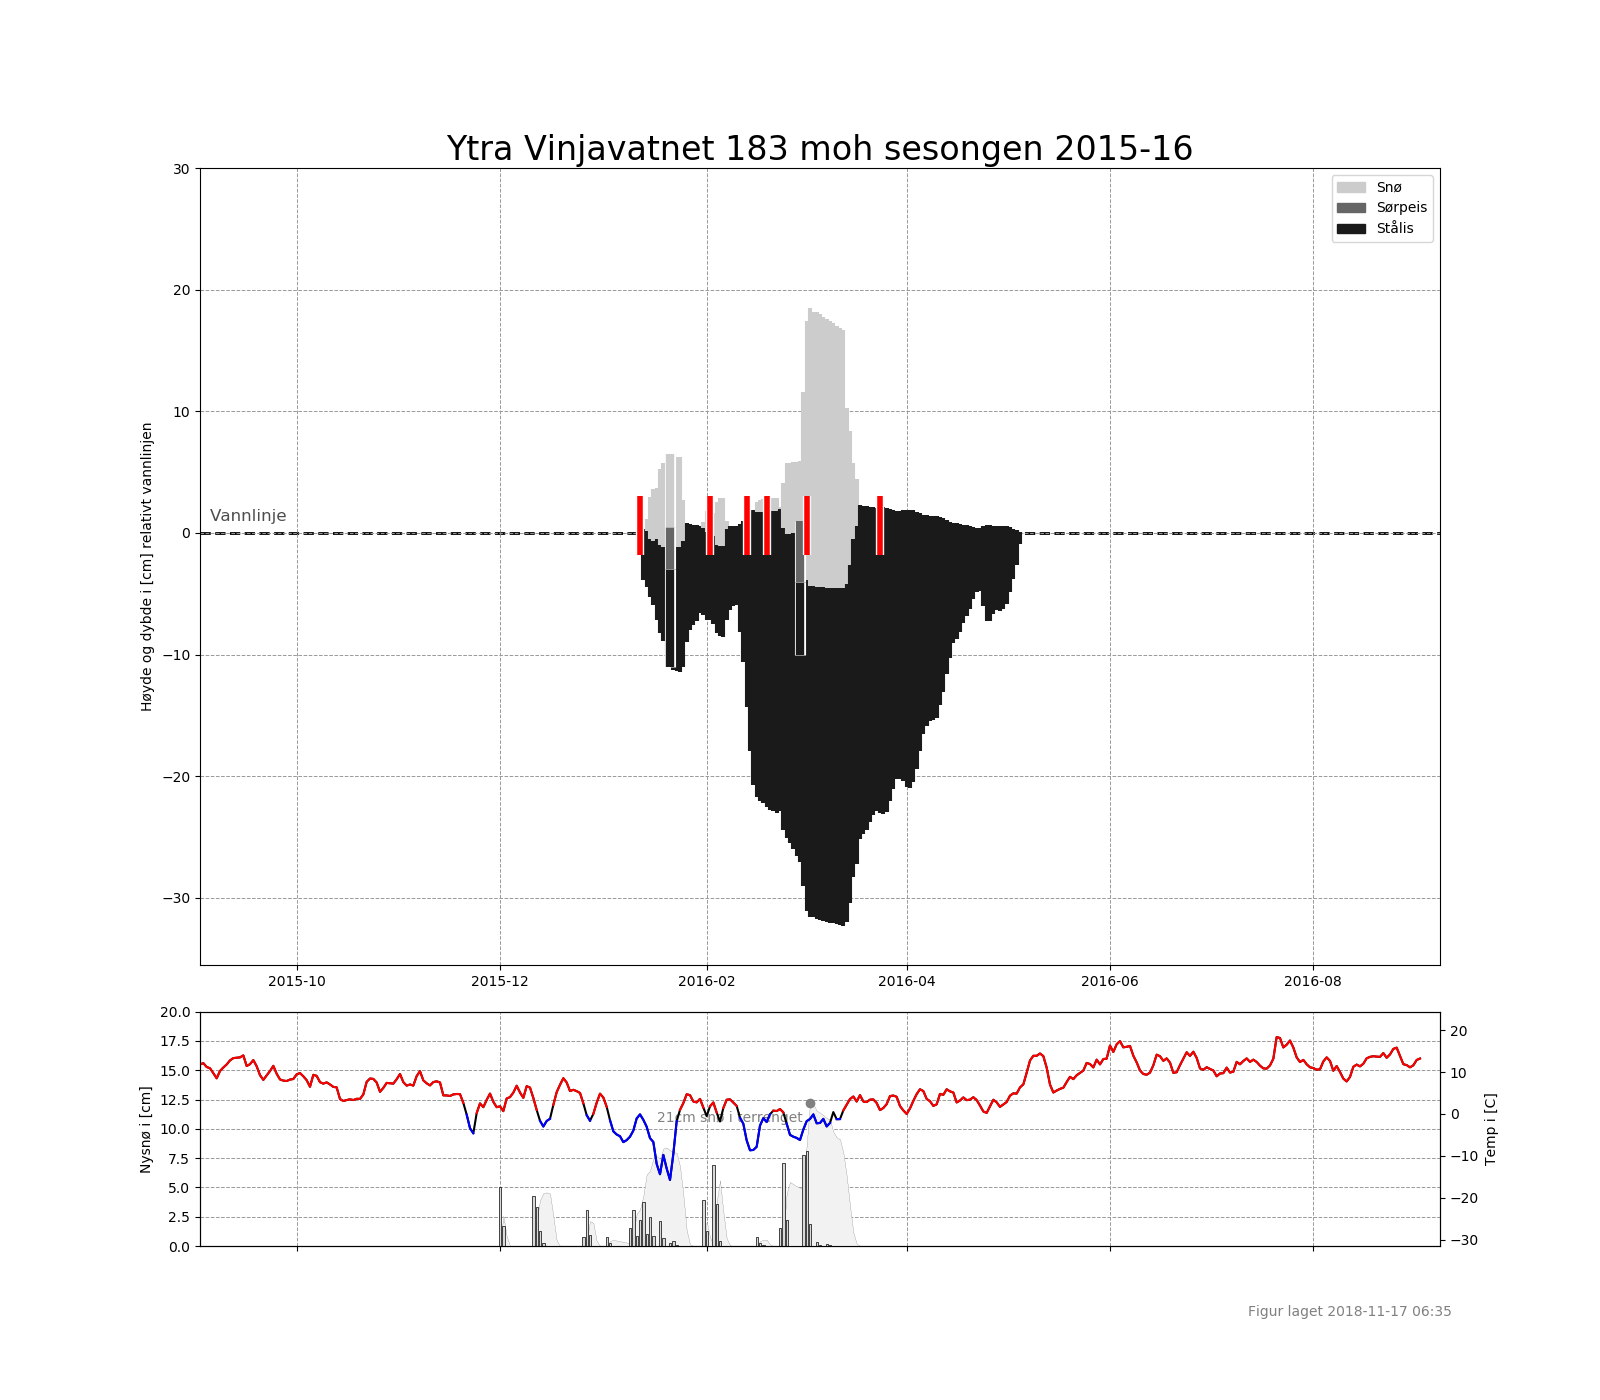 Ytra Vinjavatnet 183 moh sesongen 2015-16
30
20
10
0
−10
−20
−30
Høyde og dybde i [cm] relativt vannlinjen
Vannlinje
Snø
Sørpeis
Stålis
2015-10
2015-12
2016-02
2016-04
2016-06
2016-08
20.0
17.5
15.0
12.5
10.0
7.5
5.0
2.5
0.0
Nysnø i [cm]
21cm snø i terrenget
20
10
0
−10
−20
−30
Temp i [C]
Figur laget 2018-11-17 06:35